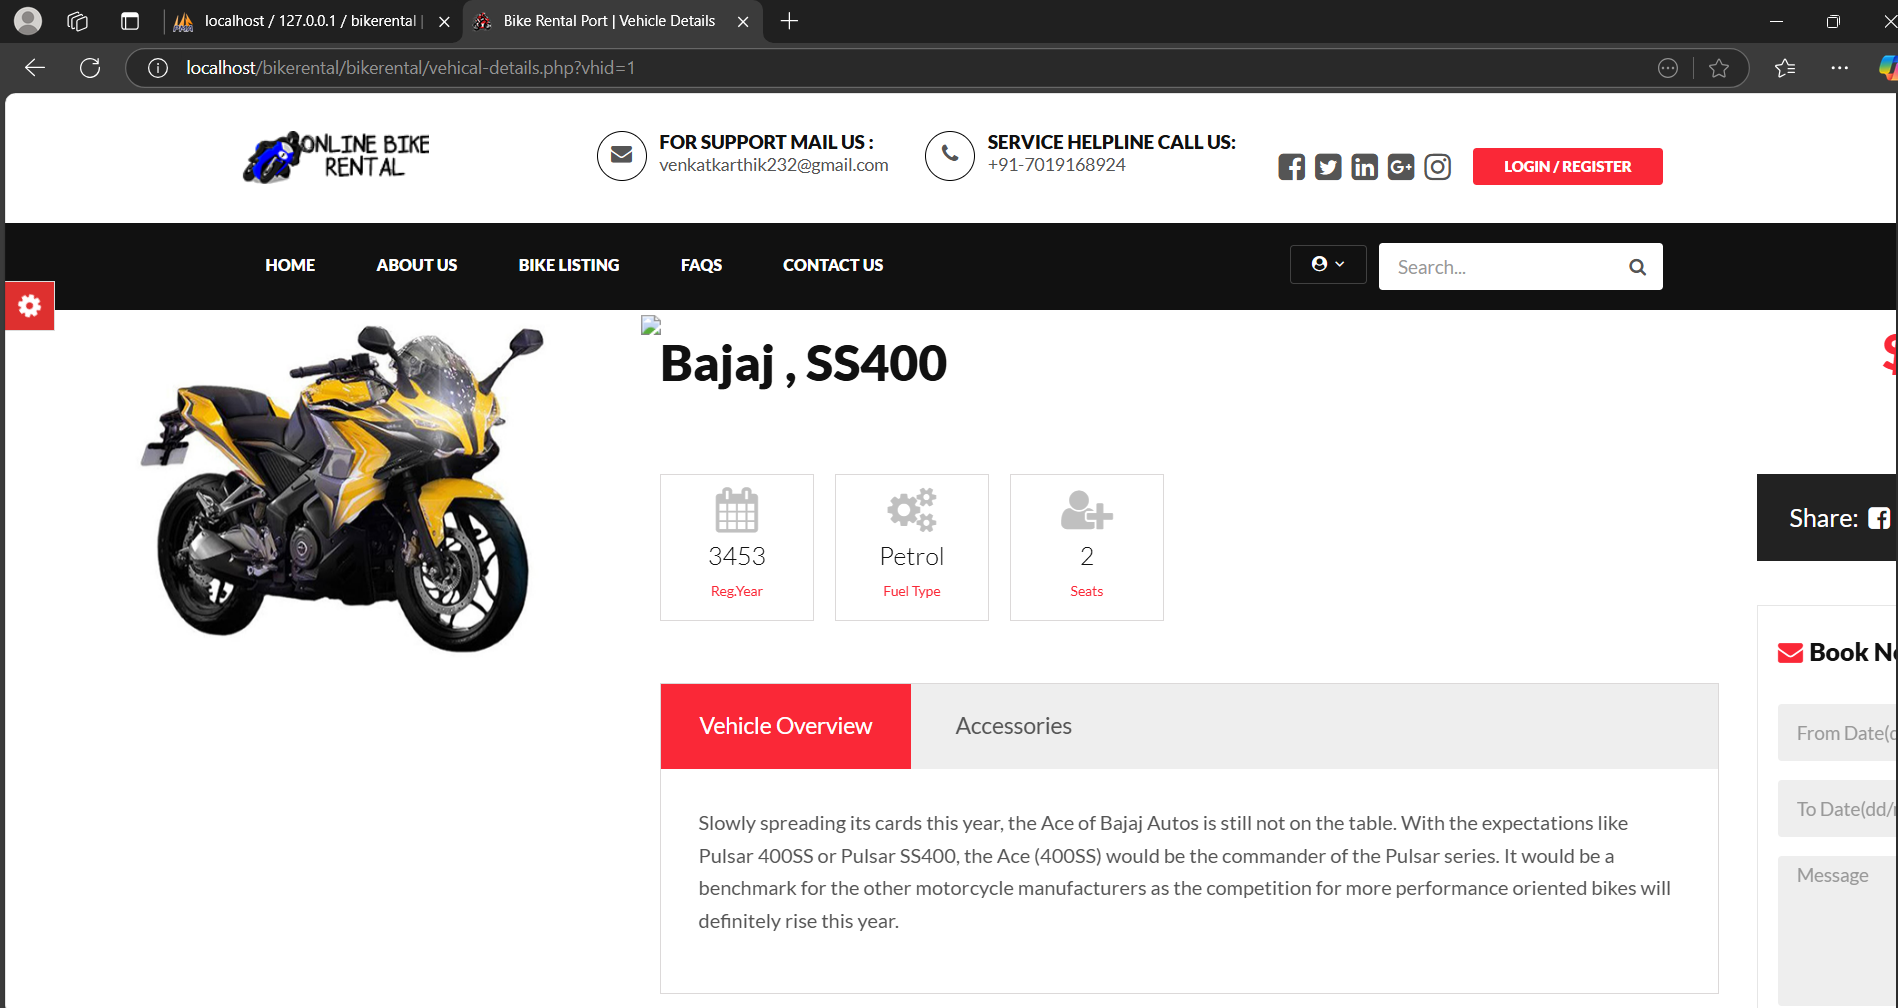 localhost / 127.0.0.1 / bikerental |
Bike Rental Port | Vehicle Details
localhost/bikerental/bikerental/vehical-details.php?vhid=1
ONLINE BIKE
RENTAL
FOR SUPPORT MAIL US :
venkatkarthik232@gmail.com
SERVICE HELPLINE CALL US:
+91-7019168924
LOGIN / REGISTER
HOME
ABOUT US
BIKE LISTING
FAQS
CONTACT US
Search...
Bajaj , SS400
$
3453
Reg.Year
Petrol
Fuel Type
2
Seats
Share:
Book N
Vehicle Overview
Accessories
From Date(
To Date(dd/
Message
Slowly spreading its cards this year, the Ace of Bajaj Autos is still not on the table. With the expectations like
Pulsar 400SS or Pulsar SS400, the Ace (400SS) would be the commander of the Pulsar series. It would be a
benchmark for the other motorcycle manufacturers as the competition for more performance oriented bikes will
definitely rise this year.